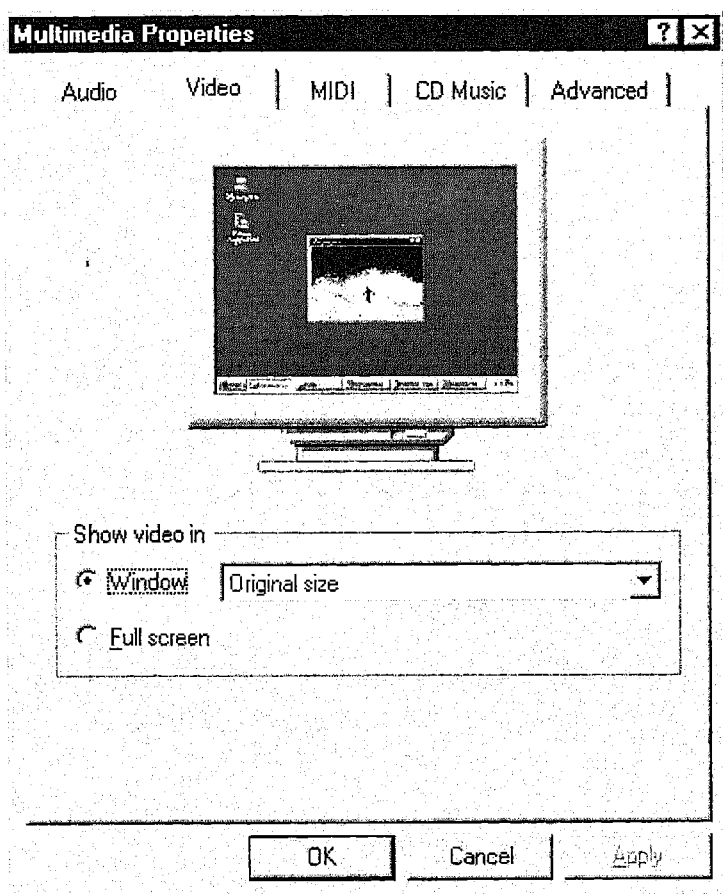 Multimedia Properties
Audio Video MIDI CD Music Advanced
Show video in
Window Original size
Full screen
OK Cancel Apply